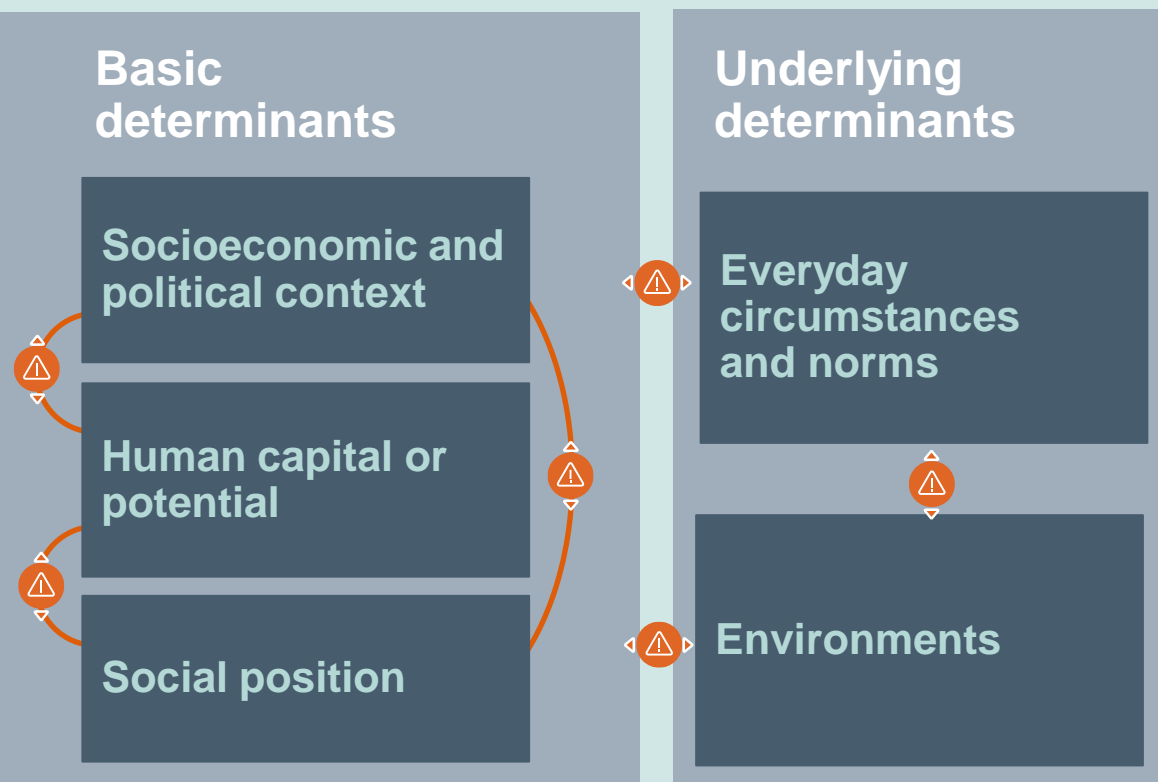 Basic
determinants
Socioeconomic and
political context
Human capital or
potential
Social position
Underlying
determinants
Everyday
circumstances
and norms
Environments